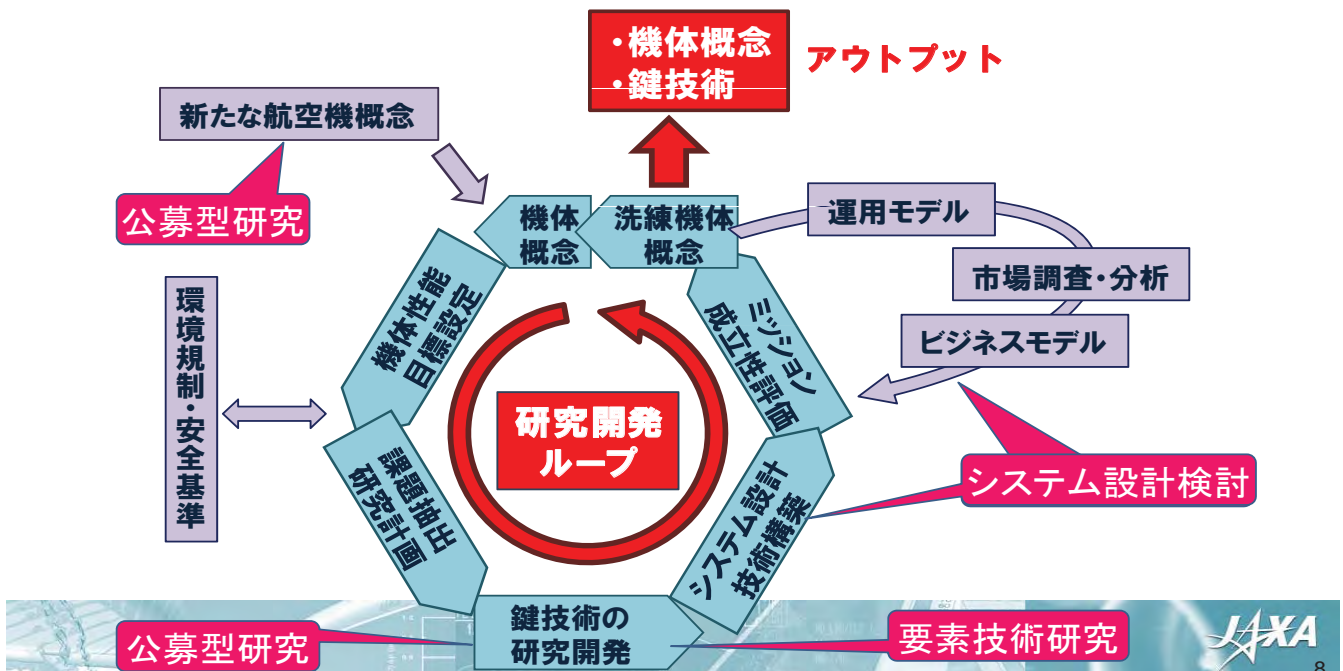 ・機体概念
・鍵技術
アウトプット
新たな航空機概念
公募型研究
機体
概念
洗練機体
概念
運用モデル
市場調査・分析
ビジネスモデル
環境規制・安全基準
機体性能
目標設定
ミッション
成立性評価
研究開発
ループ
課題抽出
研究計画
システム設計
技術構築
システム設計検討
鍵技術の
研究開発
公募型研究
要素技術研究
JAXA
8